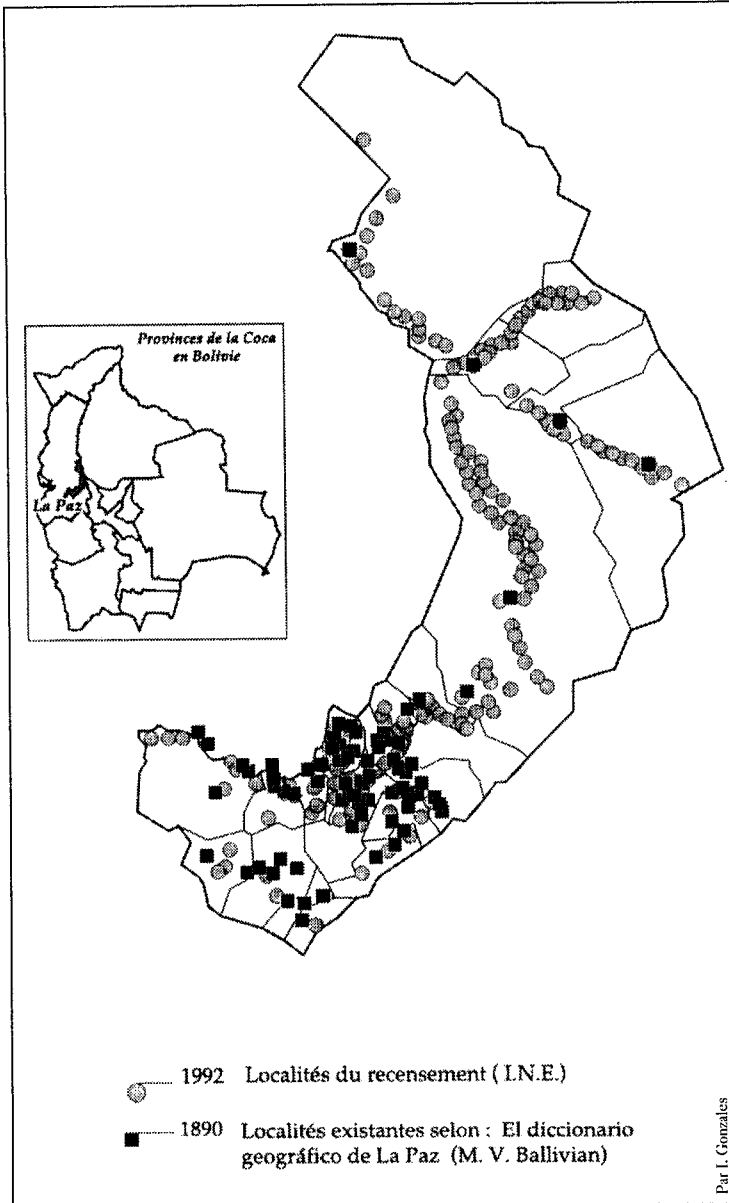 Provinces de la Coca
en Bolivie
La Paz
1992 Localités du recensement ( I.N.E.)
1890 Localités existantes selon : El diccionario
geográfico de La Paz (M. V. Ballivian)
Par I. Gonzales